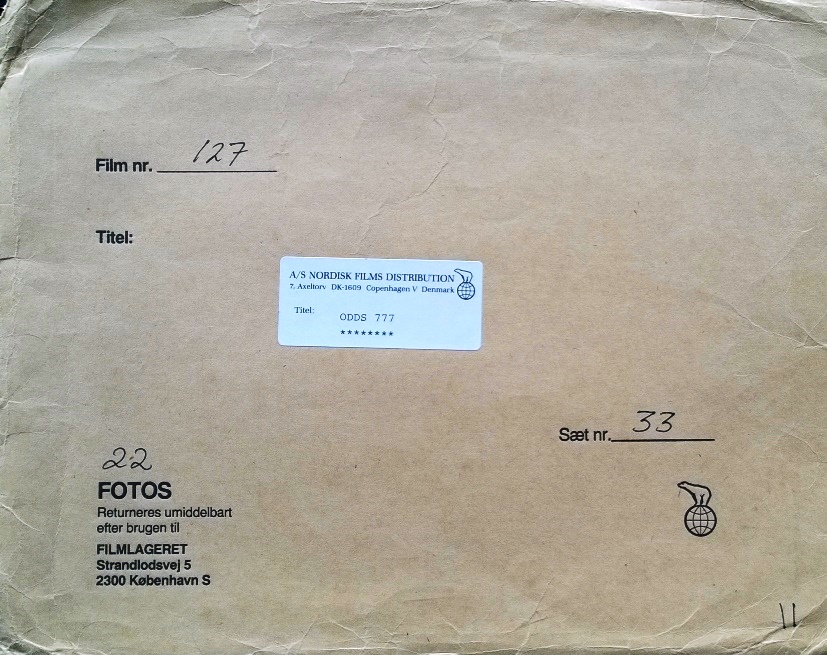 Film nr. 127
Titel:
A/S NORDISK FILMS DISTRIBUTION
7, Axeltorv DK-1609 Copenhagen V Denmark
Titel: ODDS 777
********
Sæt nr. 33
22
FOTOS
Returneres umiddelbart
efter brugen til
FILMLAGERET
Strandlodsvej 5
2300 København S
11